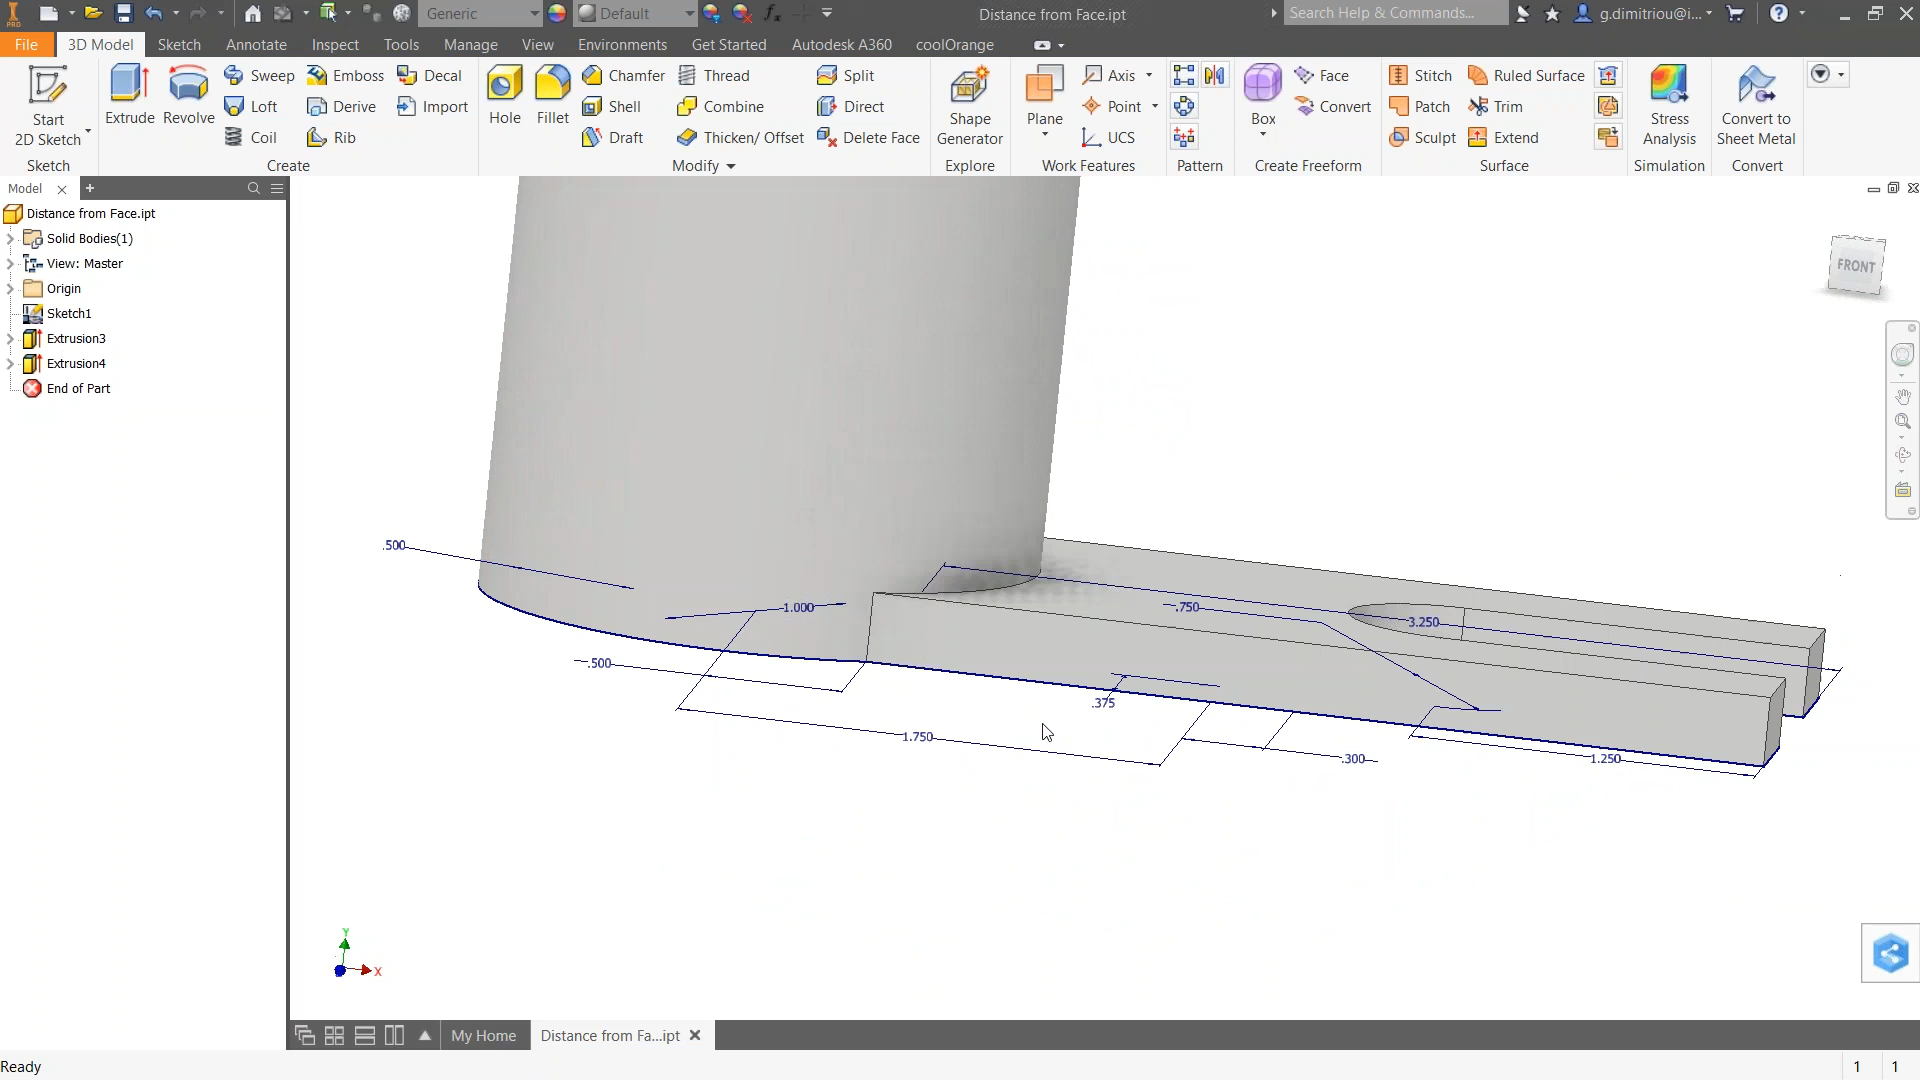 PRO
Generic
Default
Distance from Face.ipt
Search Help & Commands...
g.dimitriou@i...
File
3D Model
Sketch
Annotate
Inspect
Tools
Manage
View
Environments
Get Started
Autodesk A360
coolOrange
Start
2D Sketch
Sketch
Extrude
Revolve
Sweep
Loft
Coil
Emboss
Derive
Rib
Decal
Import
Create
Hole
Fillet
Chamfer
Shell
Draft
Thread
Combine
Thicken/ Offset
Split
Direct
Delete Face
Modify
Shape
Generator
Explore
Plane
Axis
Point
UCS
Work Features
Pattern
Box
Face
Convert
Create Freeform
Stitch
Patch
Sculpt
Ruled Surface
Trim
Extend
Surface
Stress
Analysis
Simulation
Convert to
Sheet Metal
Convert
Model
Distance from Face.ipt
Solid Bodies(1)
View: Master
Origin
Sketch1
Extrusion3
Extrusion4
End of Part
FRONT
.500
1.000
.750
3.250
.500
.375
1.750
.300
1.250
Y
X
My Home
Distance from Fa...ipt
Ready
1
1